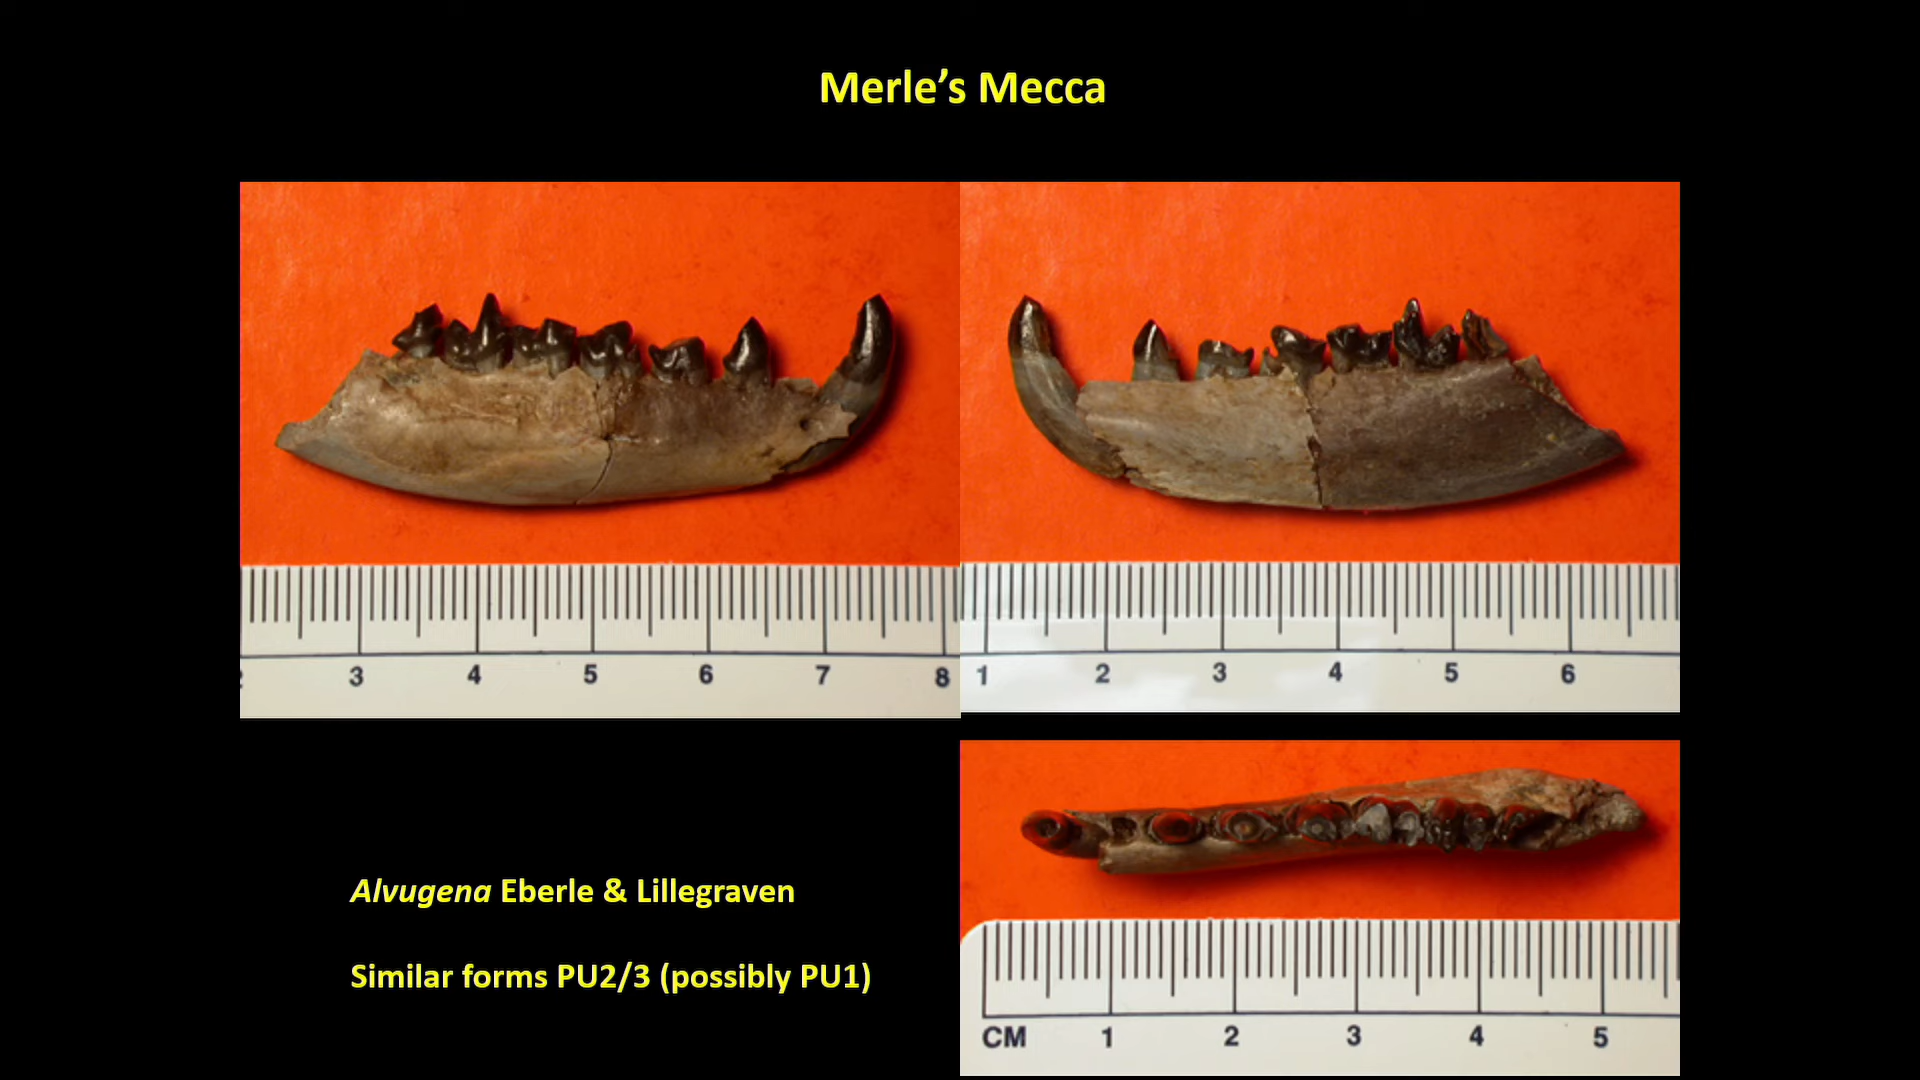 Merle's Mecca
3 4 5 6 7 8
1 2 3 4 5 6
Alvugena Eberle & Lillegraven
Similar forms PU2/3 (possibly PU1)
CM 1 2 3 4 5